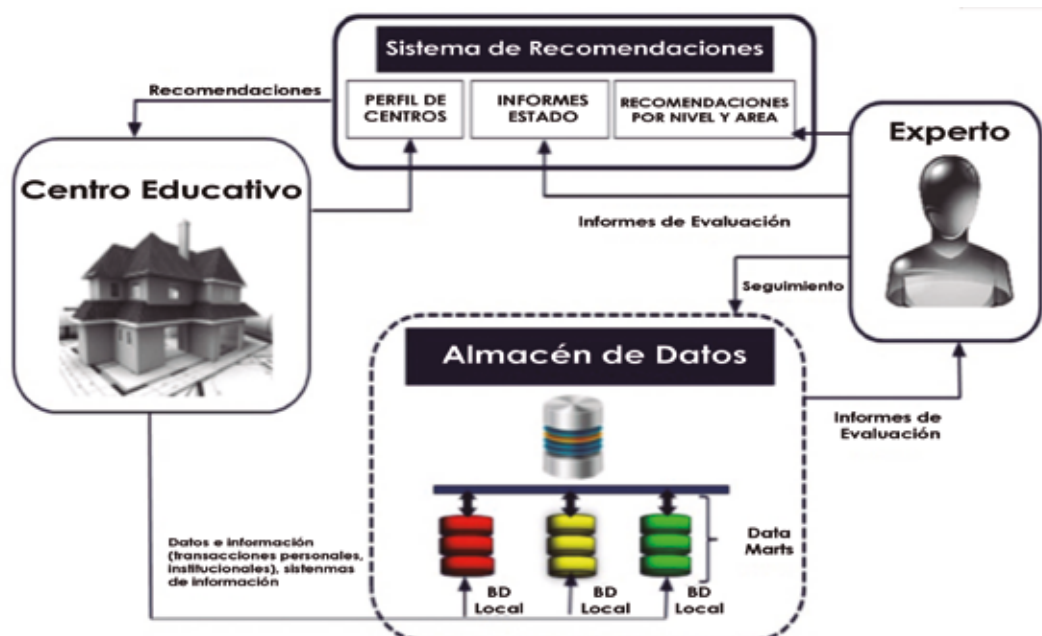 Sistema de Recomendaciones
Recomendaciones
PERFIL DE
CENTROS
INFORMES
ESTADO
RECOMENDACIONES
POR NIVEL Y AREA
Experto
Centro Educativo
Informes de Evaluación
Seguimiento
Almacén de Datos
Informes de
Evaluación
Datos e información
(transacciones personales,
institucionales), sistenmas
de información
Data
Marts
BD
Local
BD
Local
BD
Local